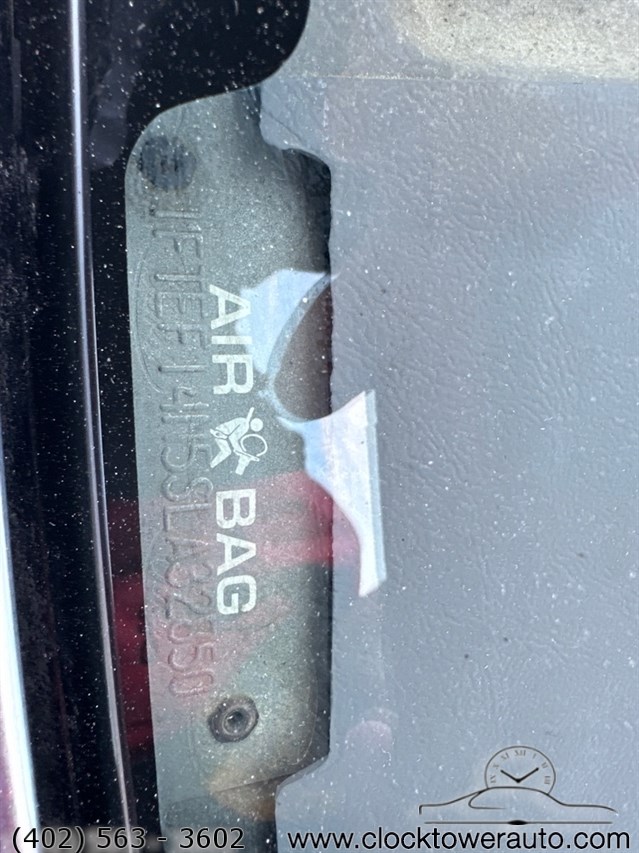 1FTEF14N5SLA32850
AIR BAG
(402) 563 - 3602
www.clocktowerauto.com